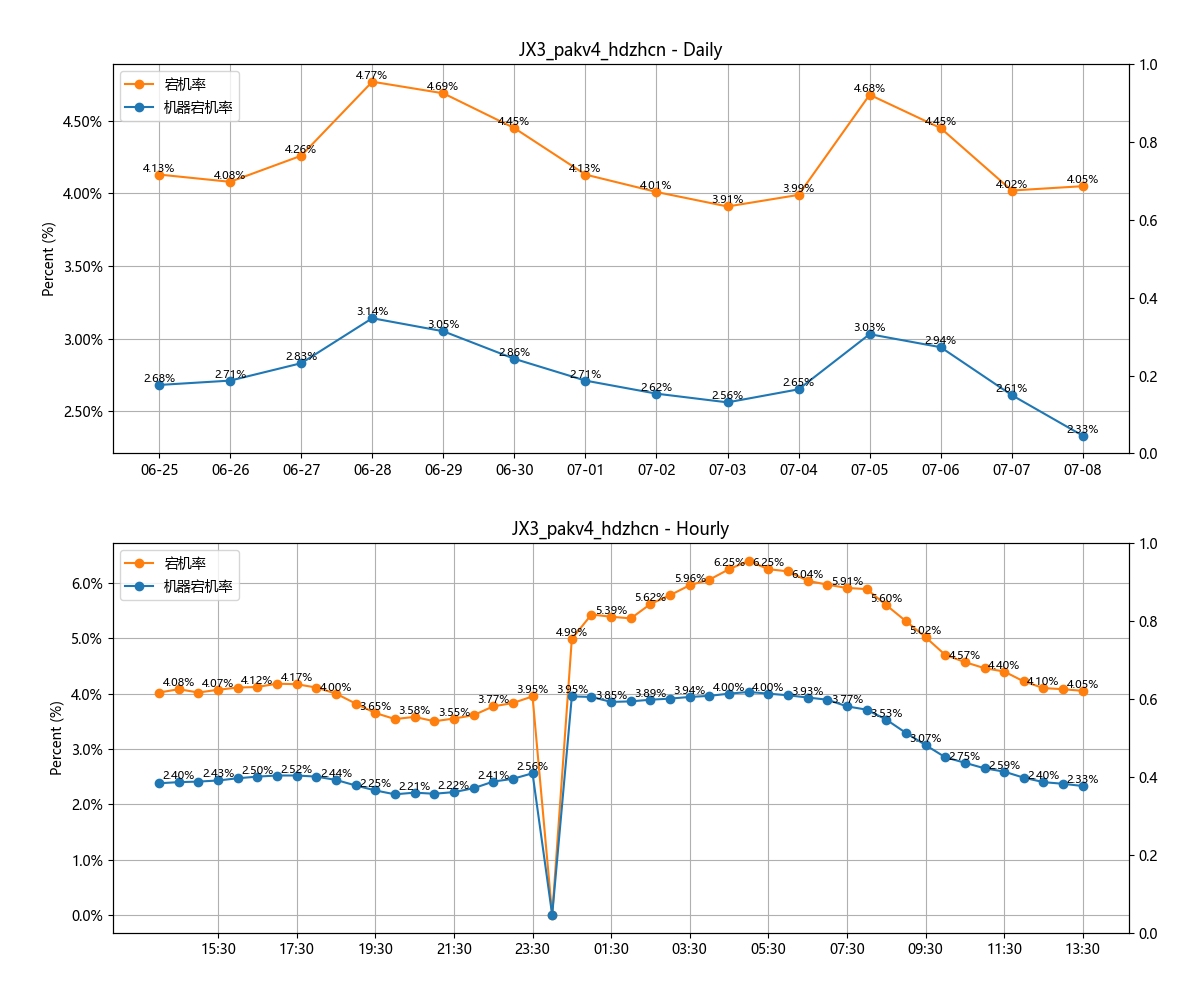 JX3_pakv4_hdzhcn - Daily
宕机率
机器宕机率
Percent (%)
4.50%
4.00%
3.50%
3.00%
2.50%
1.0
0.8
0.6
0.4
0.2
0.0
4.13% 4.08% 4.26% 4.77% 4.69% 4.45% 4.13% 4.01% 3.91% 3.99% 4.68% 4.45% 4.02% 4.05%
2.68% 2.71% 2.83% 3.14% 3.05% 2.86% 2.71% 2.62% 2.56% 2.65% 3.03% 2.94% 2.61% 2.33%
06-25 06-26 06-27 06-28 06-29 06-30 07-01 07-02 07-03 07-04 07-05 07-06 07-07 07-08
JX3_pakv4_hdzhcn - Hourly
宕机率
机器宕机率
Percent (%)
6.0%
5.0%
4.0%
3.0%
2.0%
1.0%
0.0%
1.0
0.8
0.6
0.4
0.2
0.0
4.08% 4.07% 4.12% 4.17% 4.00% 3.65% 3.58% 3.55% 3.77% 3.95% 4.99% 5.39% 5.62% 5.96% 6.25% 6.25% 6.04% 5.91% 5.60% 5.02% 4.57% 4.40% 4.10% 4.05%
2.40% 2.43% 2.50% 2.52% 2.44% 2.25% 2.21% 2.22% 2.41% 2.56% 3.95% 3.85% 3.89% 3.94% 4.00% 4.00% 3.93% 3.77% 3.53% 3.07% 2.75% 2.59% 2.40% 2.33%
15:30 17:30 19:30 21:30 23:30 01:30 03:30 05:30 07:30 09:30 11:30 13:30